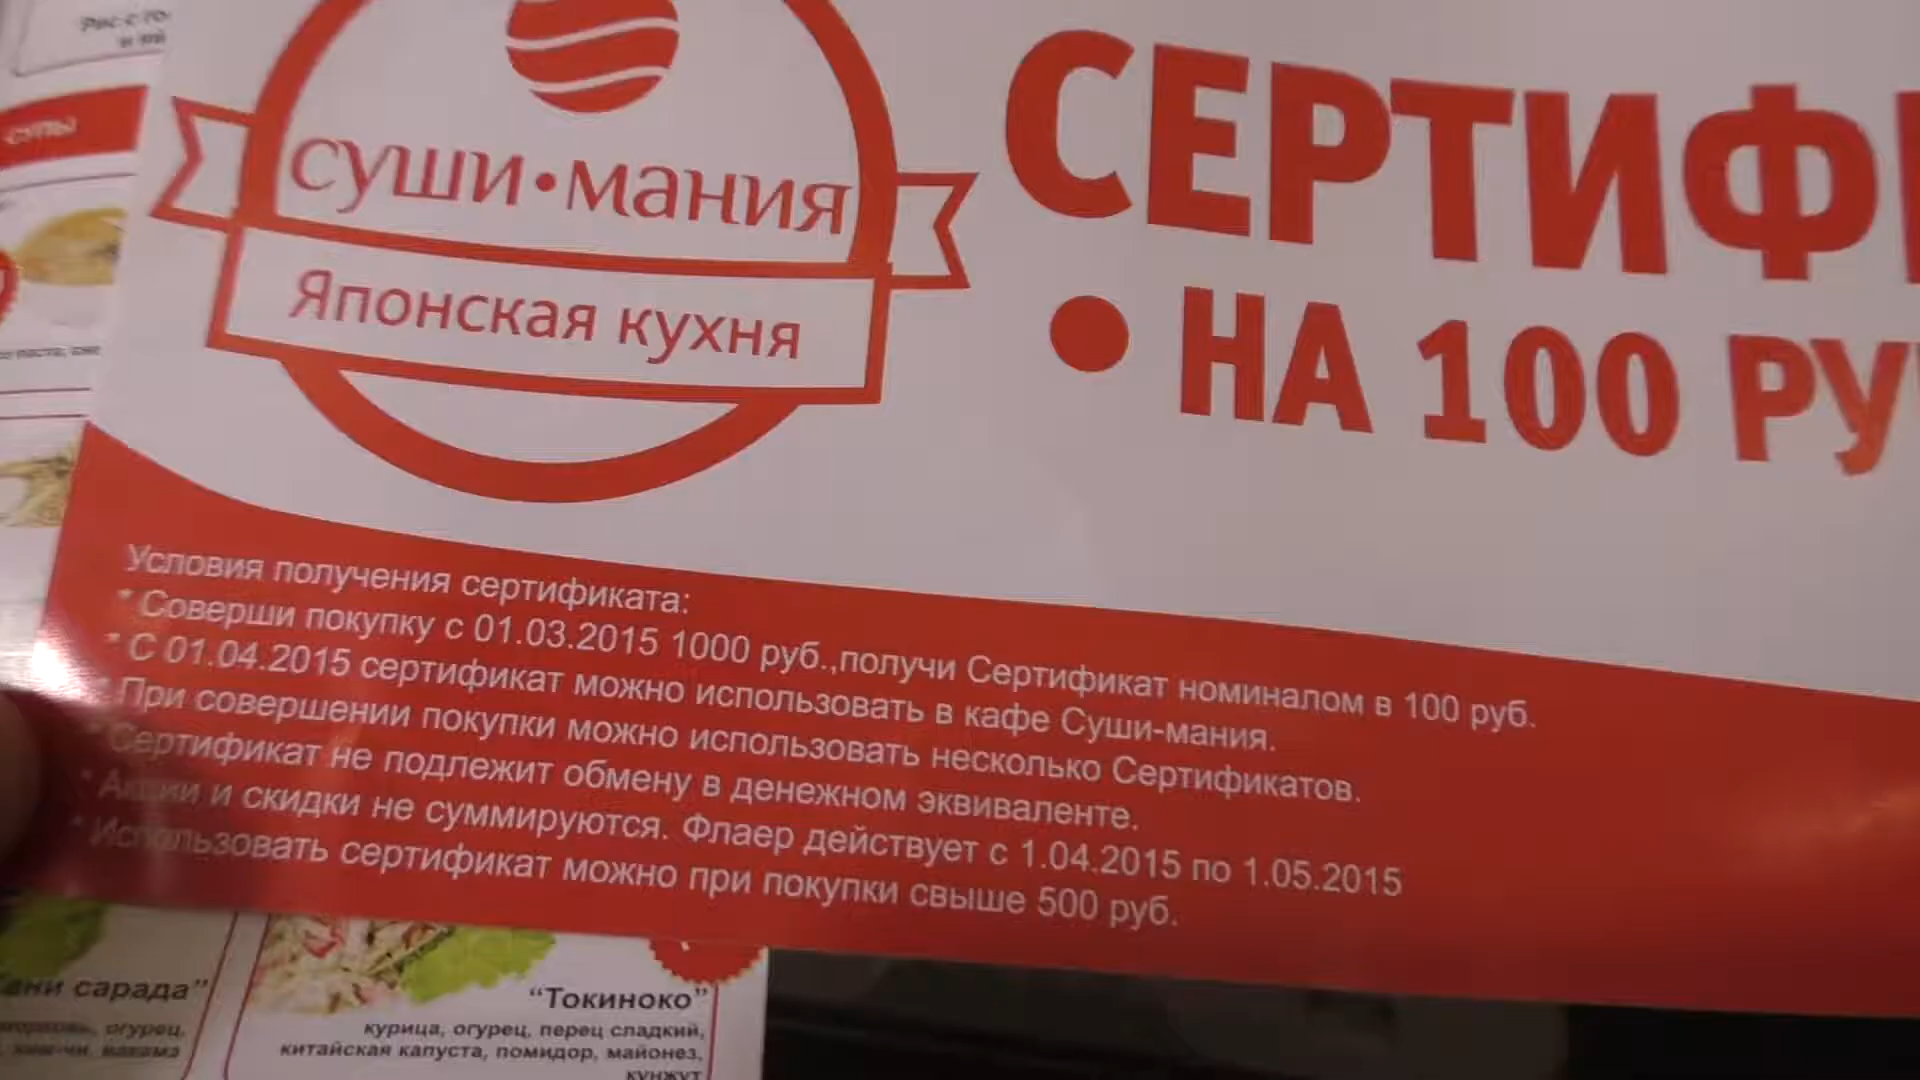 Рис с
супы
суши•мания
Японская кухня
СЕРТИФ
• НА 100 РУ
Условия получения сертификата:
* Соверши покупку с 01.03.2015 1000 руб.,получи Сертификат номиналом в 100 руб.
* С 01.04.2015 сертификат можно использовать в кафе Суши-мания.
* При совершении покупки можно использовать несколько Сертификатов.
* Сертификат не подлежит обмену в денежном эквиваленте.
* Акции и скидки не суммируются. Флаер действует с 1.04.2015 по 1.05.2015
* Использовать сертификат можно при покупки свыше 500 руб.
сарада”
огурец,
вакама
“Токиноко”
курица, огурец, перец сладкий,
китайская капуста, помидор, майонез,
кунжут